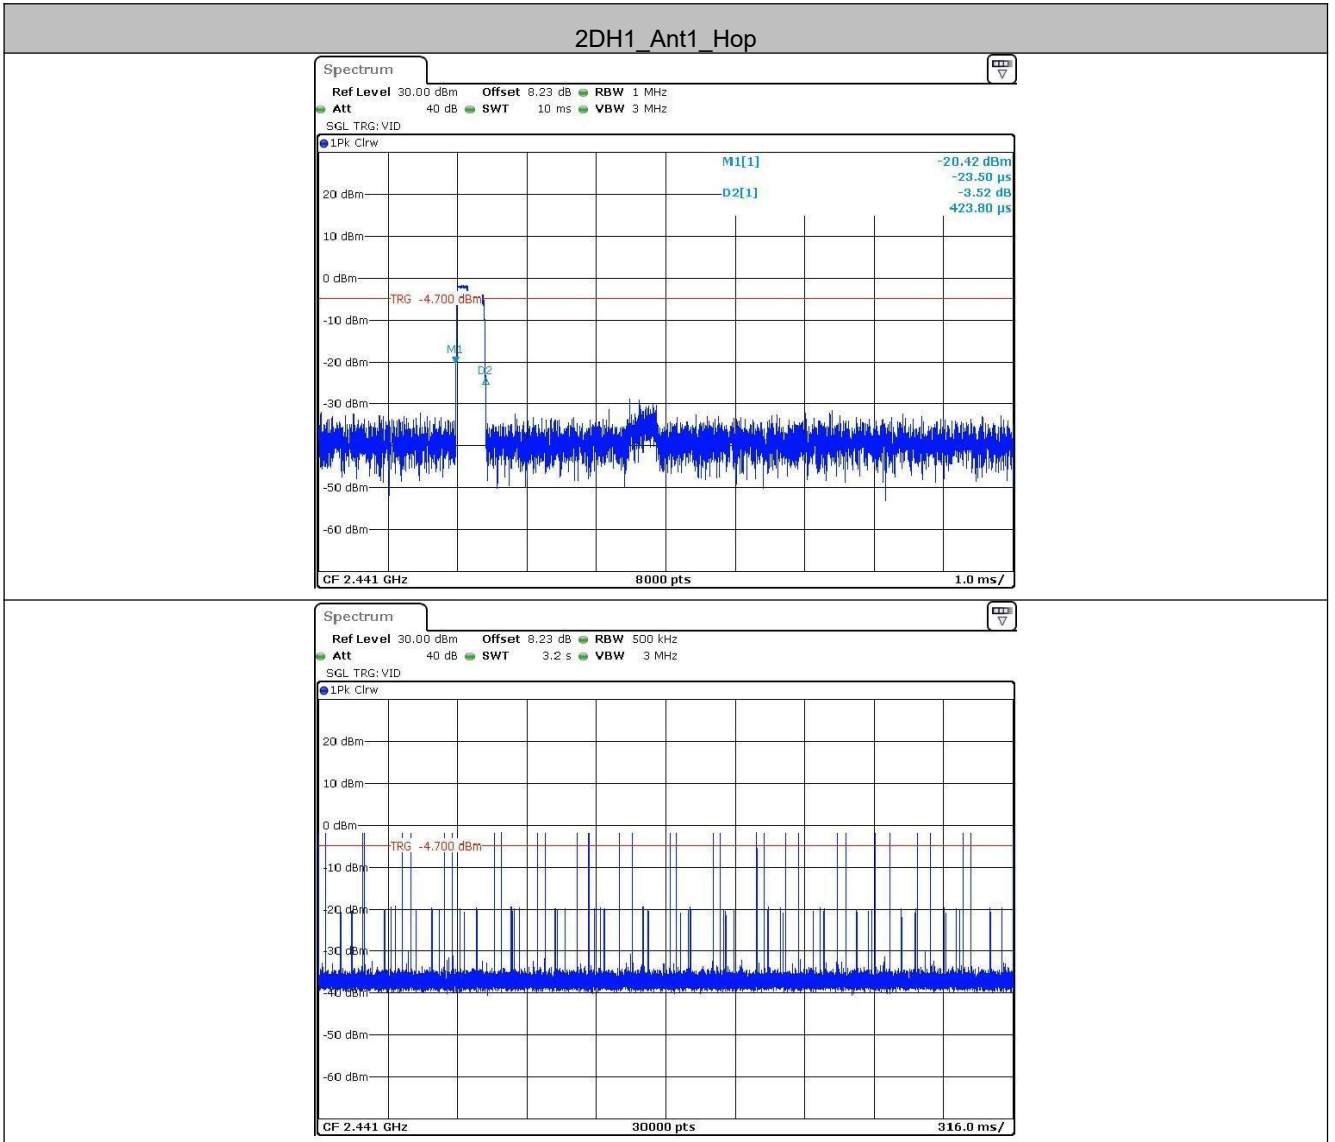 2DH1_Ant1_Hop
Spectrum
Ref Level 30.00 dBm Offset 8.23 dB RBW 1 MHz
Att 40 dB SWT 10 ms VBW 3 MHz
SGL TRG: VID
1Pk Clrw
M1[1] -20.42 dBm
-23.50 µs
20 dBm D2[1] -3.52 dB
423.80 µs
10 dBm
0 dBm
TRG -4.700 dBm
-10 dBm
M1
-20 dBm
D2
-30 dBm
-50 dBm
-60 dBm
CF 2.441 GHz 8000 pts 1.0 ms/
Spectrum
Ref Level 30.00 dBm Offset 8.23 dB RBW 500 kHz
Att 40 dB SWT 3.2 s VBW 3 MHz
SGL TRG: VID
1Pk Clrw
20 dBm
10 dBm
0 dBm
TRG -4.700 dBm
-10 dBm
-20 dBm
-30 dBm
-40 dBm
-50 dBm
-60 dBm
CF 2.441 GHz 30000 pts 316.0 ms/